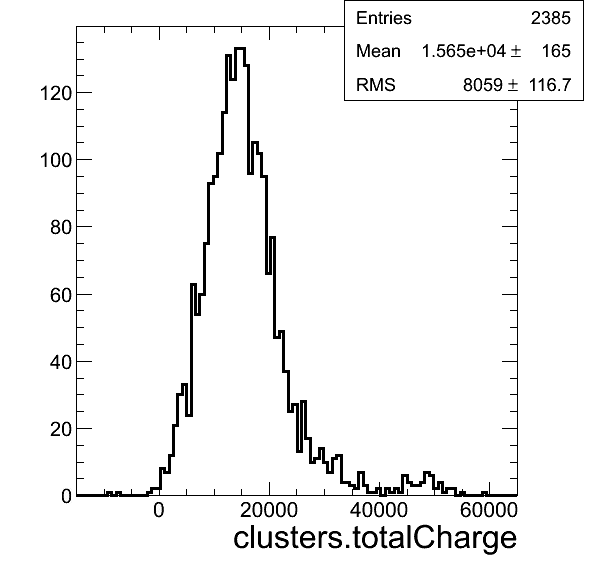 Entries 2385
Mean 1.565e+04 ± 165
RMS 8059 ± 116.7
120
100
80
60
40
20
0
0 20000 40000 60000
clusters.totalCharge